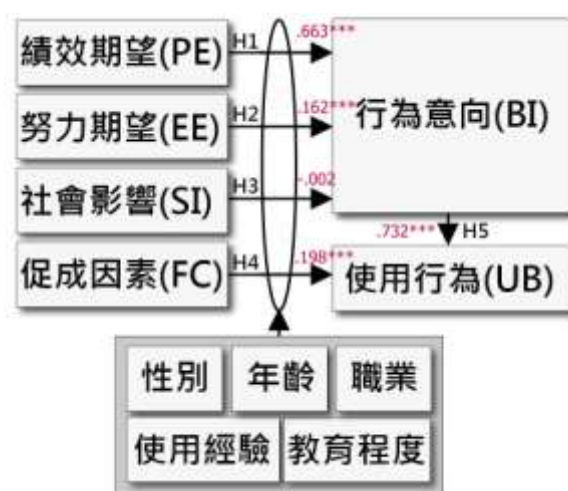 績效期望(PE)
H1
.663***
努力期望(EE)
H2
.162***
行為意向(BI)
社會影響(SI)
H3
-.002
.732***
H5
促成因素(FC)
H4
.198***
使用行為(UB)
性別
年齡
職業
使用經驗
教育程度